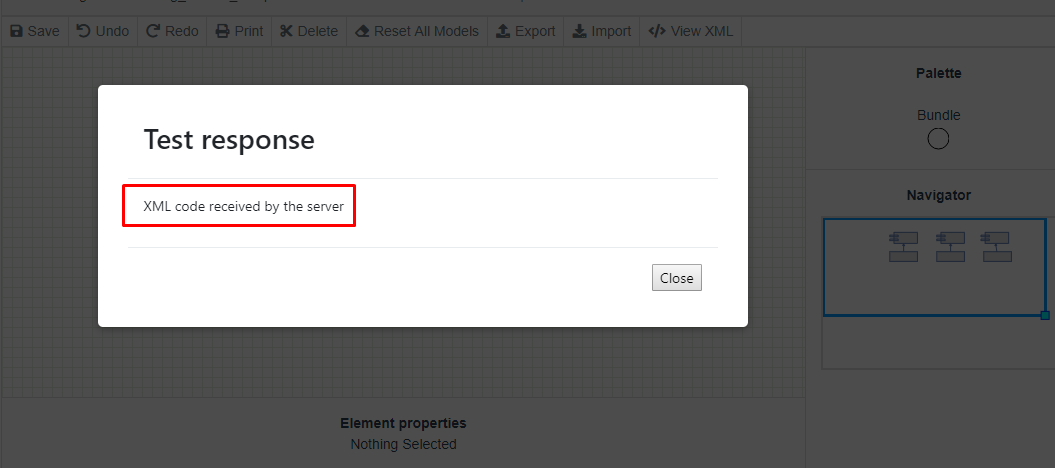 Save Undo Redo Print Delete Reset All Models Export Import </> View XML
Palette
Bundle
Test response
XML code received by the server
Close
Navigator
Element properties
Nothing Selected